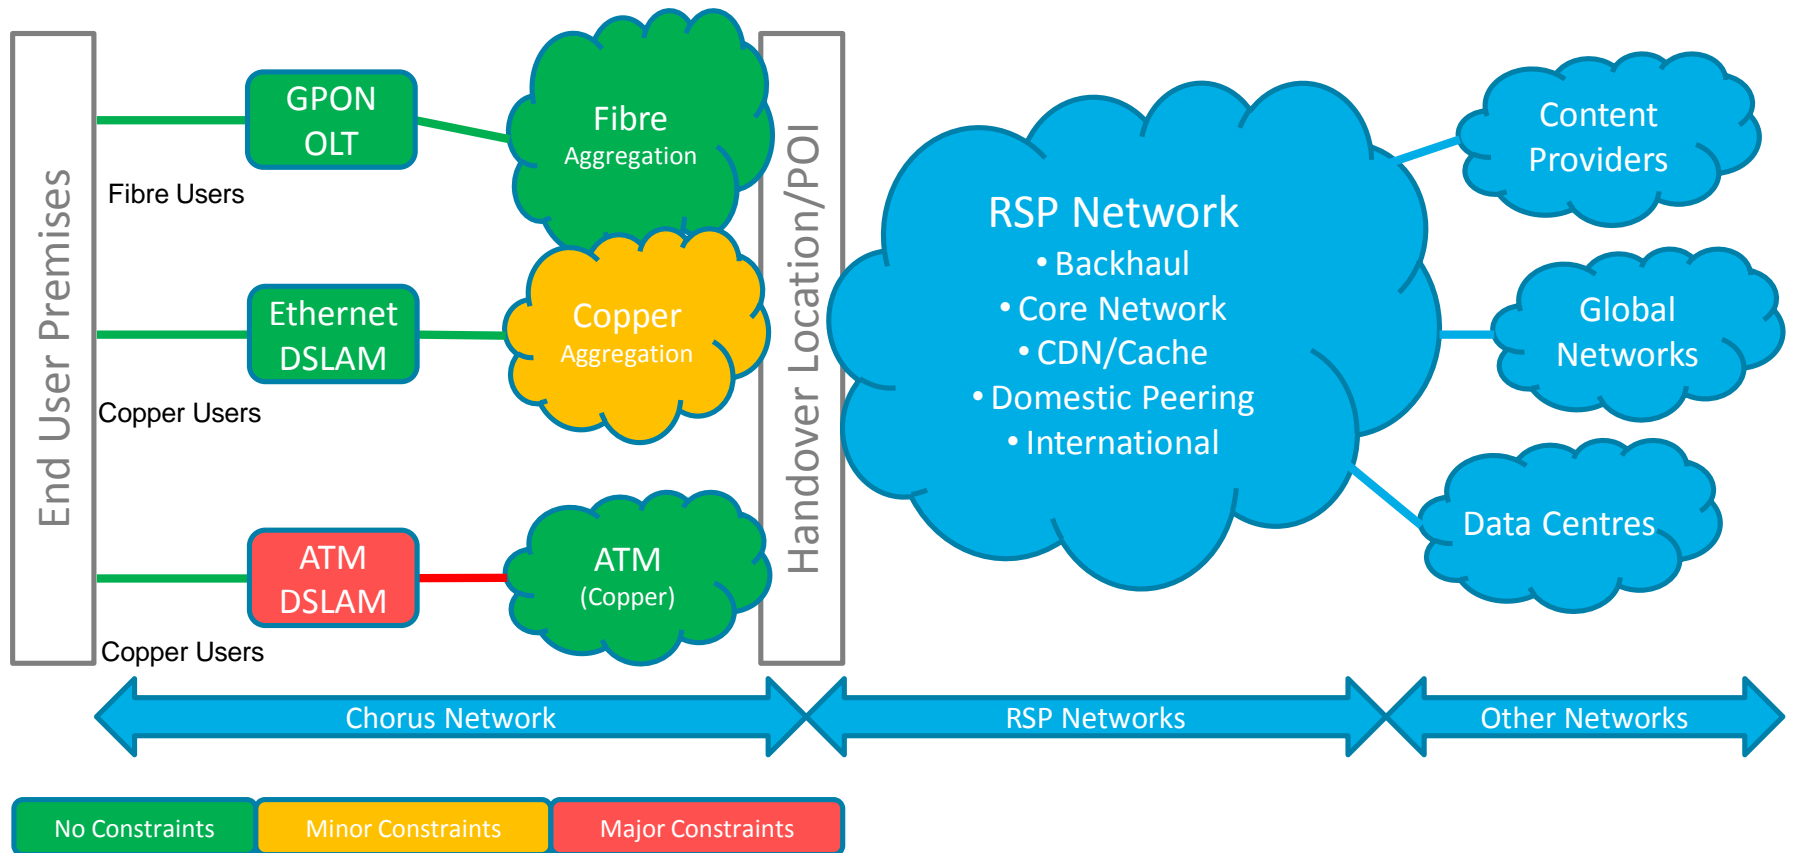 End User Premises
GPON
OLT
Fibre Users
Fibre
Aggregation
Ethernet
DSLAM
Copper Users
Copper
Aggregation
ATM
DSLAM
Copper Users
ATM
(Copper)
Handover Location/POI
RSP Network
• Backhaul
• Core Network
• CDN/Cache
• Domestic Peering
• International
Content
Providers
Global
Networks
Data Centres
Chorus Network
RSP Networks
Other Networks
No Constraints
Minor Constraints
Major Constraints